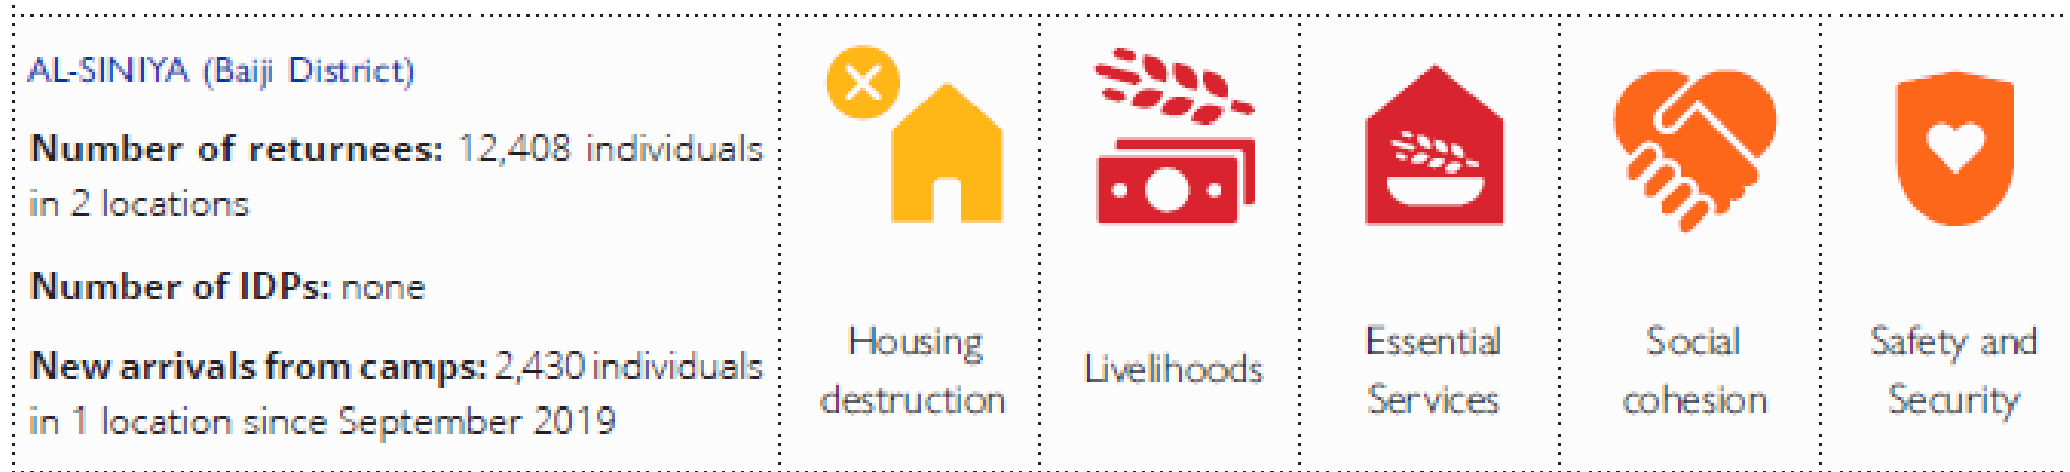 AL-SINIYA (Baiji District)
Number of returnees: 12,408 individuals
in 2 locations
Number of IDPs: none
New arrivals from camps: 2,430 individuals
in 1 location since September 2019
Housing
destruction
Livelihoods
Essential
Services
Social
cohesion
Safety and
Security